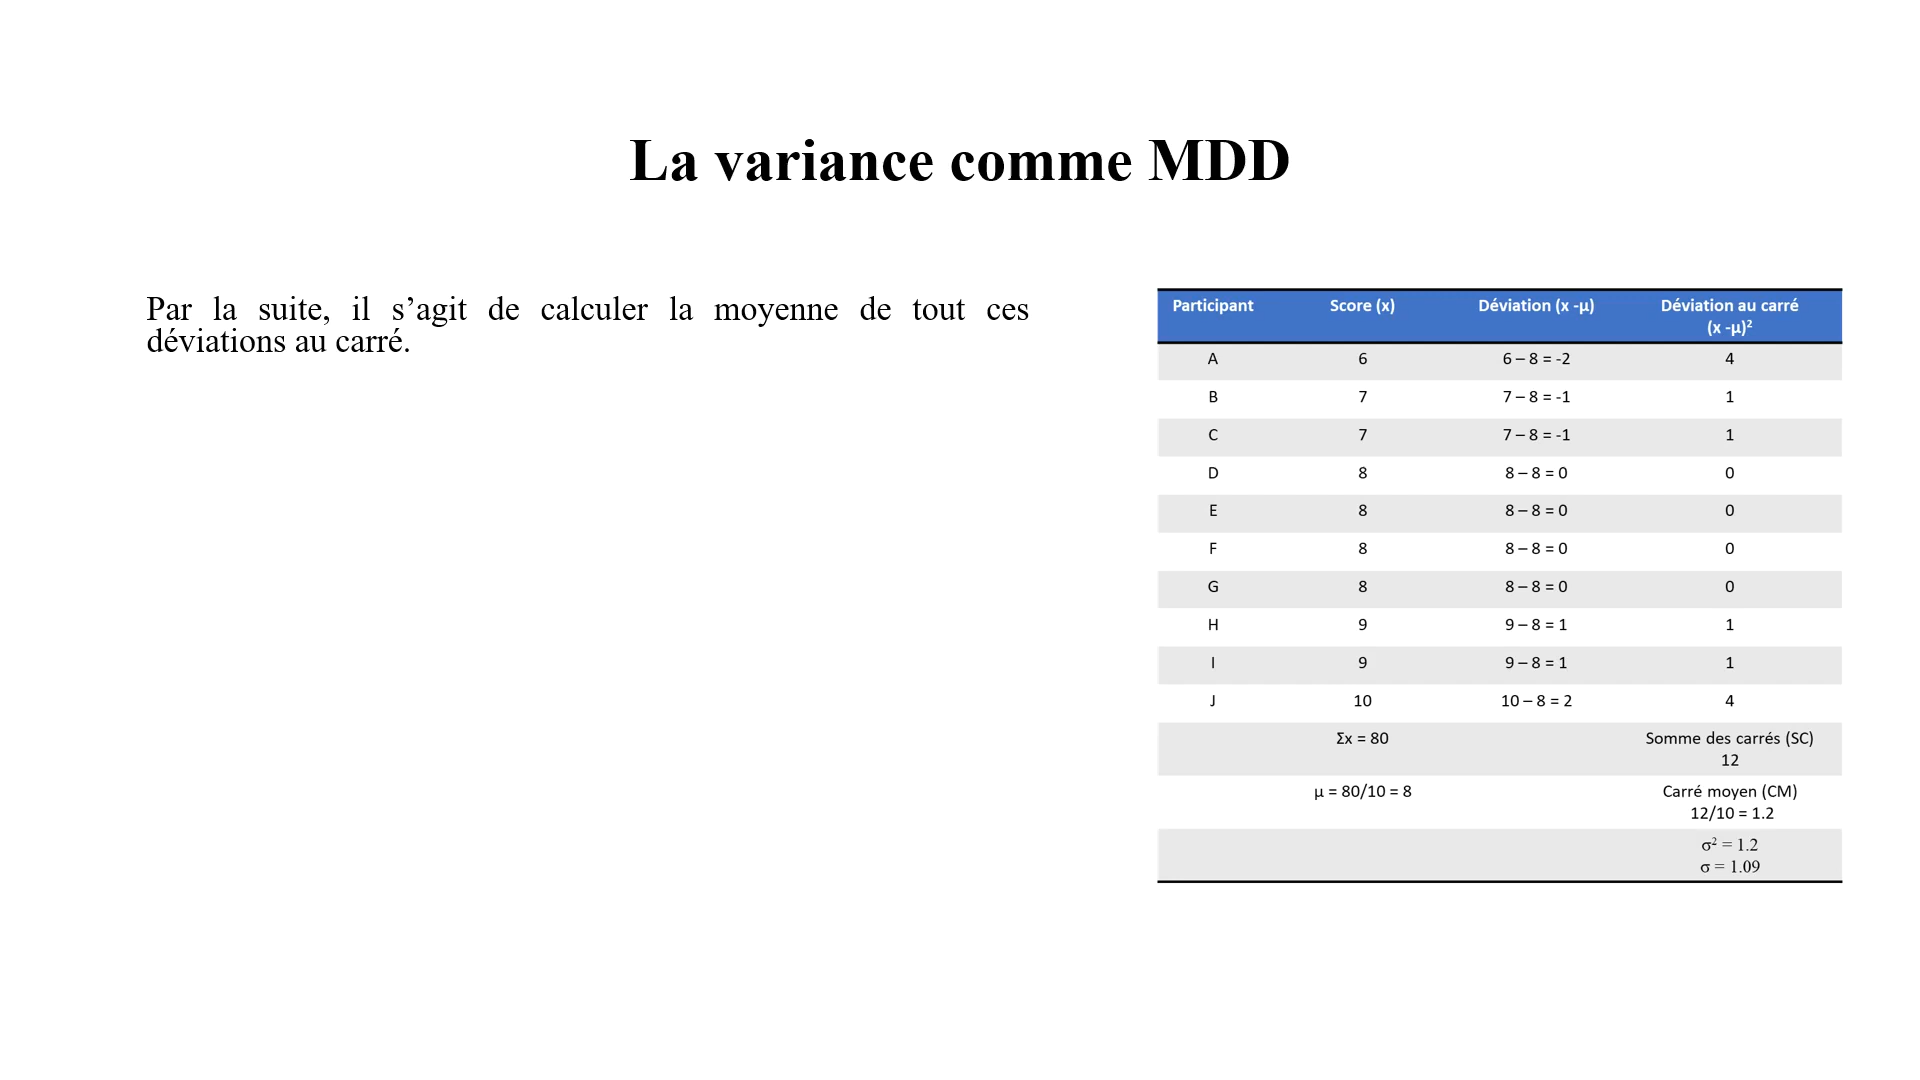 La variance comme MDD
Par la suite, il s’agit de calculer la moyenne de tout ces
déviations au carré.
Participant Score (x) Déviation (x -μ) Déviation au carré
(x -μ)²
A 6 6 – 8 = -2 4
B 7 7 – 8 = -1 1
C 7 7 – 8 = -1 1
D 8 8 – 8 = 0 0
E 8 8 – 8 = 0 0
F 8 8 – 8 = 0 0
G 8 8 – 8 = 0 0
H 9 9 – 8 = 1 1
I 9 9 – 8 = 1 1
J 10 10 – 8 = 2 4
Σx = 80 Somme des carrés (SC)
12
μ = 80/10 = 8 Carré moyen (CM)
12/10 = 1.2
σ² = 1.2
σ = 1.09